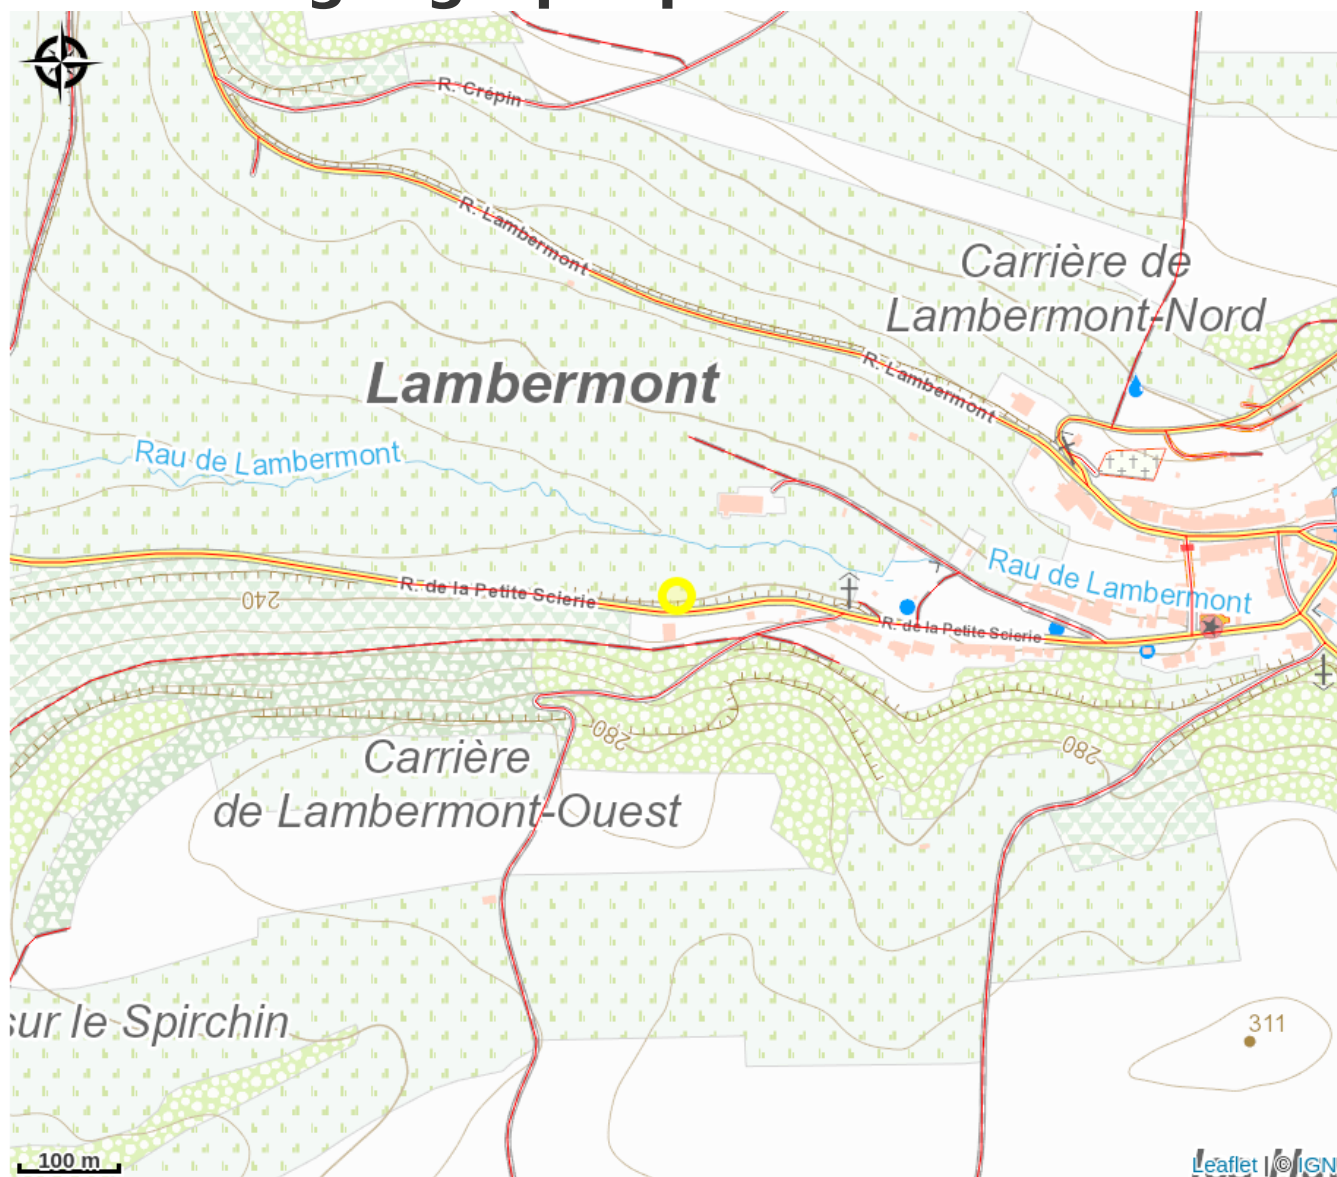 R. Crépin
R. Lambermont
Carrière de
Lambermont-Nord
R. Lambermont
Lambermont
Rau de Lambermont
Rau de Lambermont
R. de la Petite Scierie
240
R. de la Petite Scierie
280
280
Carrière
de Lambermont-Ouest
sur le Spirchin
311
100 m
Leaflet | © IGN